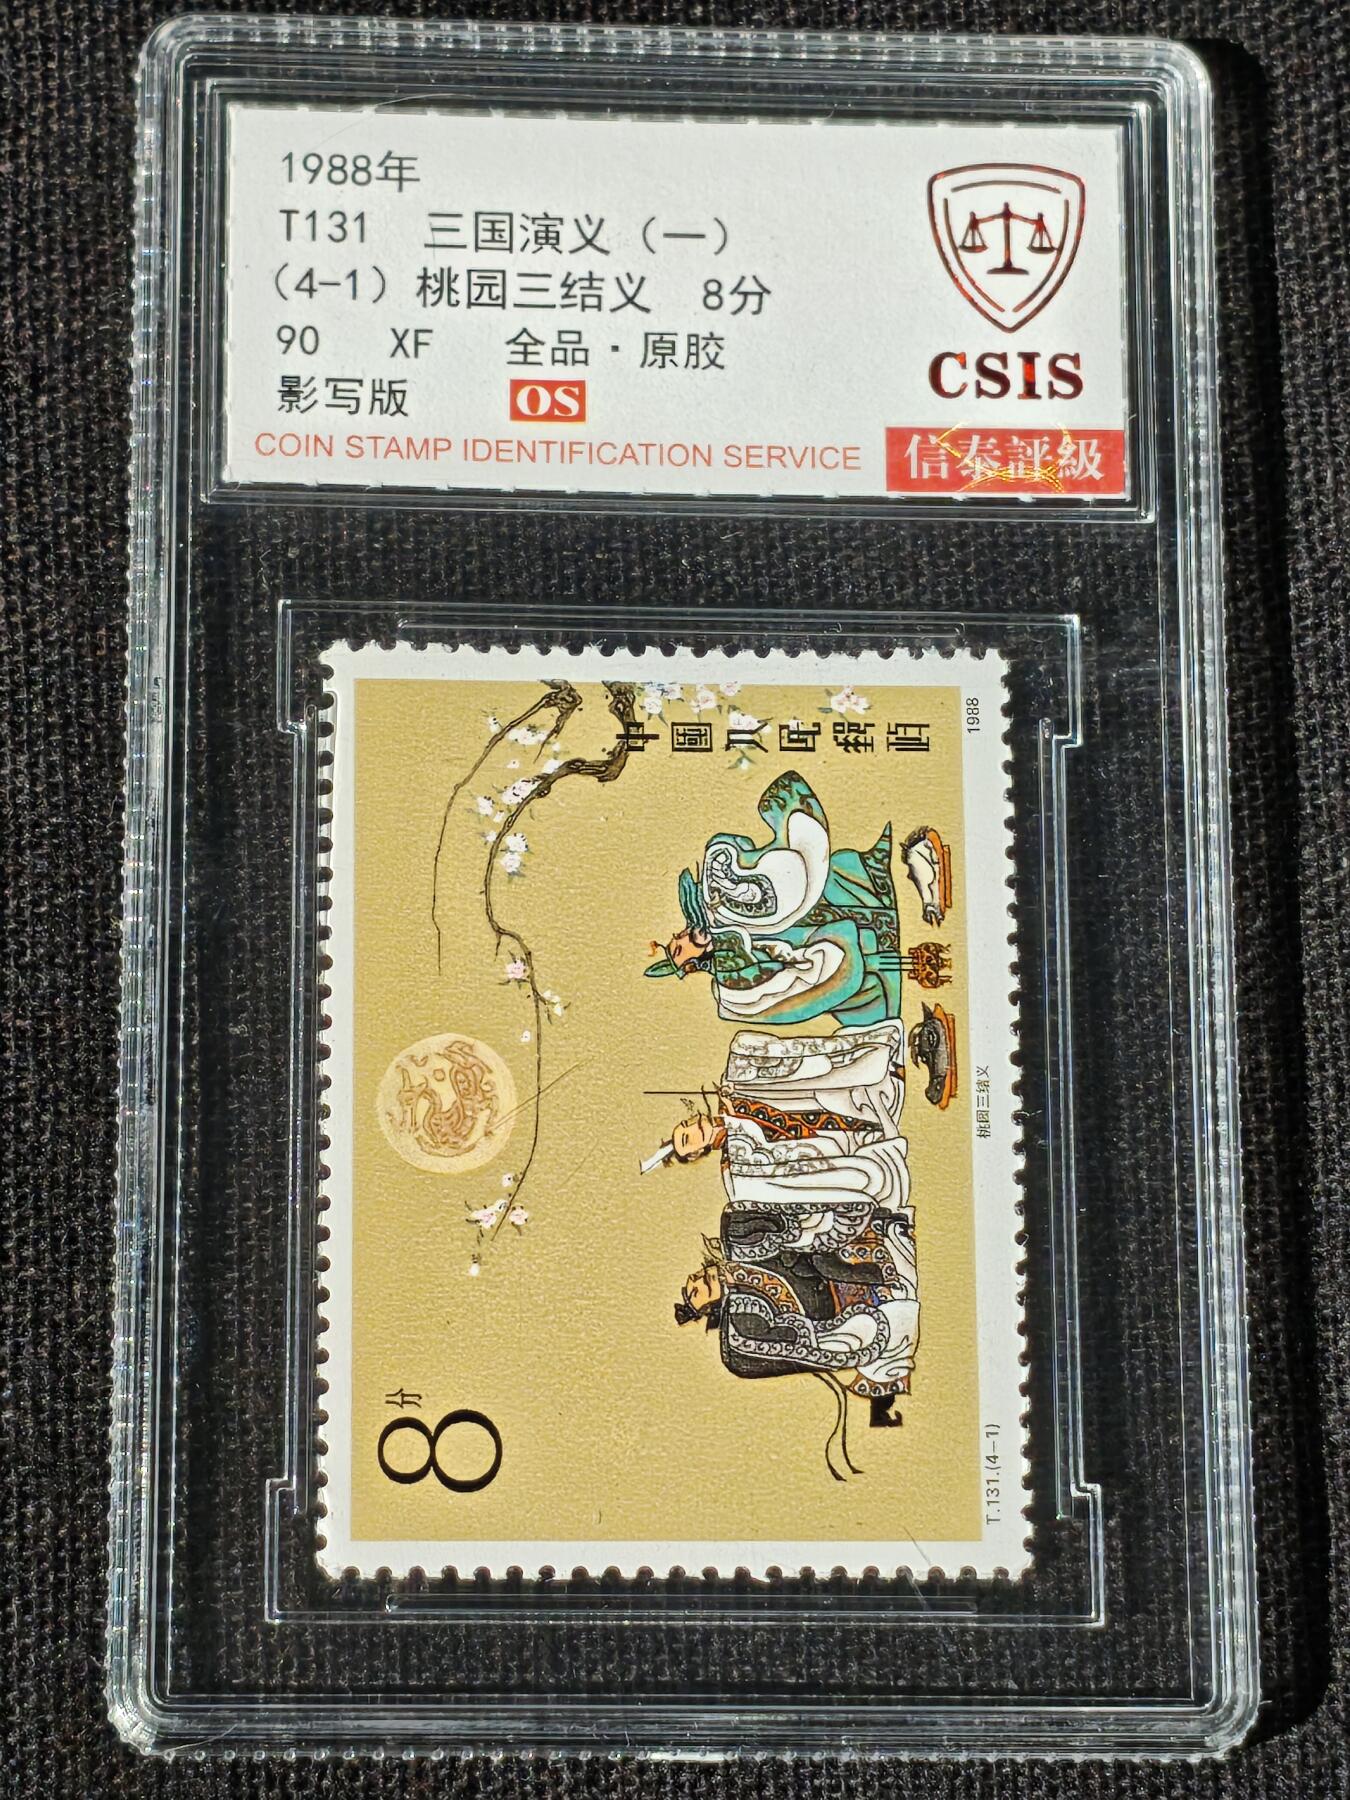 1988年
T131 三国演义（一）
（4-1）桃园三结义 8分
90 XF 全品·原胶
影写版 OS
COIN STAMP IDENTIFICATION SERVICE
CSIS
信泰評級
中國人民郵政
1988
8分
桃园三结义
T.131.(4-1)